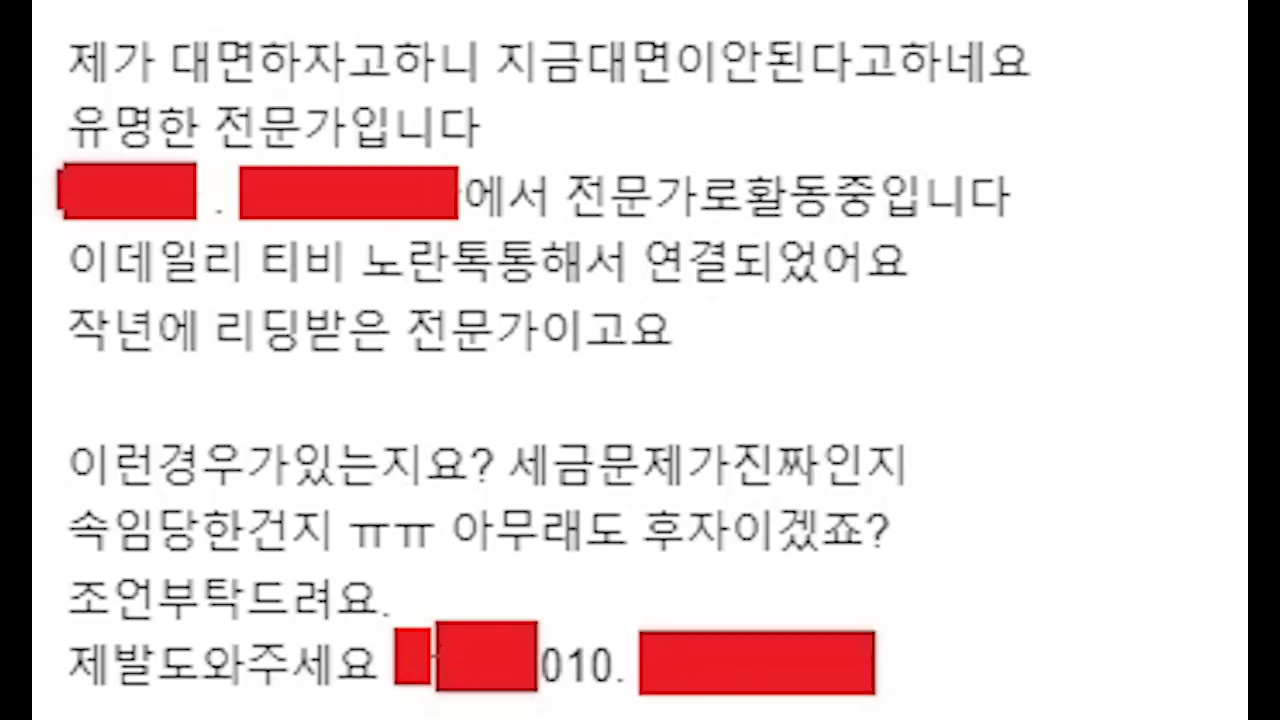 제가 대면하자고하니 지금대면이안된다고하네요
유명한 전문가입니다
. 에서 전문가로활동중입니다
이데일리 티비 노란톡통해서 연결되었어요
작년에 리딩받은 전문가이고요
이런경우가있는지요? 세금문제가진짜인지
속임당한건지 ㅠㅠ 아무래도 후자이겠죠?
조언부탁드려요.
제발도와주세요 010.